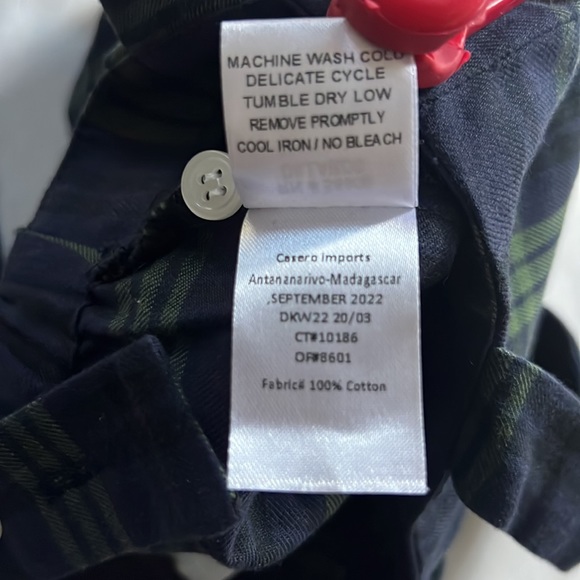 MACHINE WASH COLD
DELICATE CYCLE
TUMBLE DRY LOW
REMOVE PROMPTLY
COOL IRON / NO BLEACH
Casero Imports
Antananarivo-Madagascar
,SEPTEMBER 2022
DKW22 20/03
CT#10186
OF#8601
Fabric# 100% Cotton